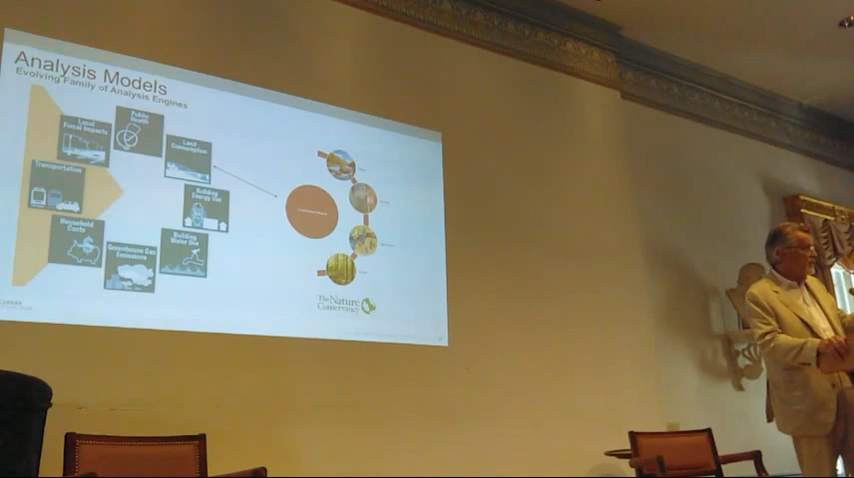 Analysis Models
Evolving Family of Analysis Engines
Public
Health
Local
Fiscal Impacts
Land
Consumption
Transportation
Building
Energy Use
Household
Costs
Building
Water Use
Greenhouse Gas
Emissions
The Nature
Conservancy